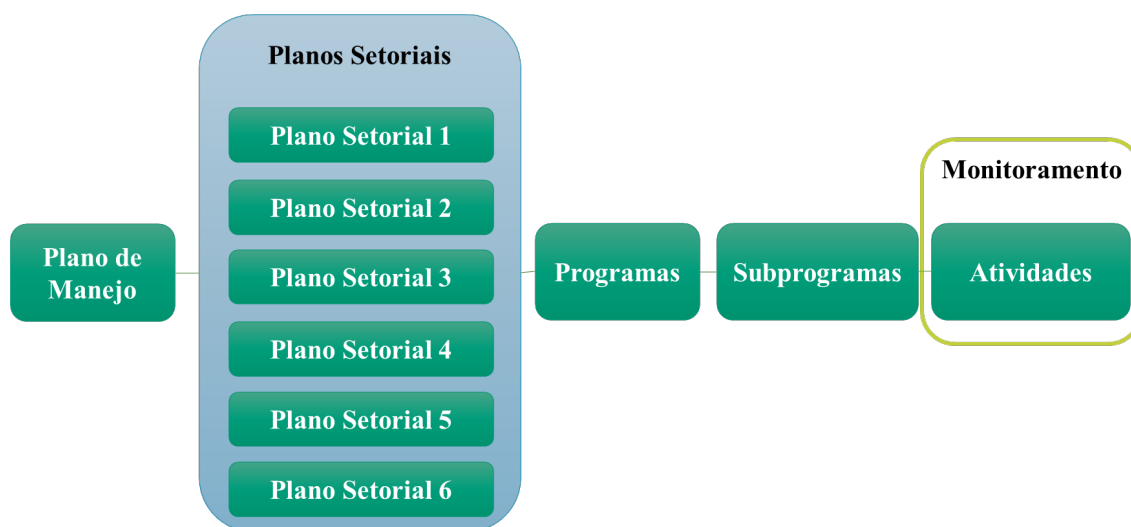 Planos Setoriais
Plano Setorial 1
Plano Setorial 2
Plano Setorial 3
Plano Setorial 4
Plano Setorial 5
Plano Setorial 6
Plano de
Manejo
Programas
Subprogramas
Monitoramento
Atividades